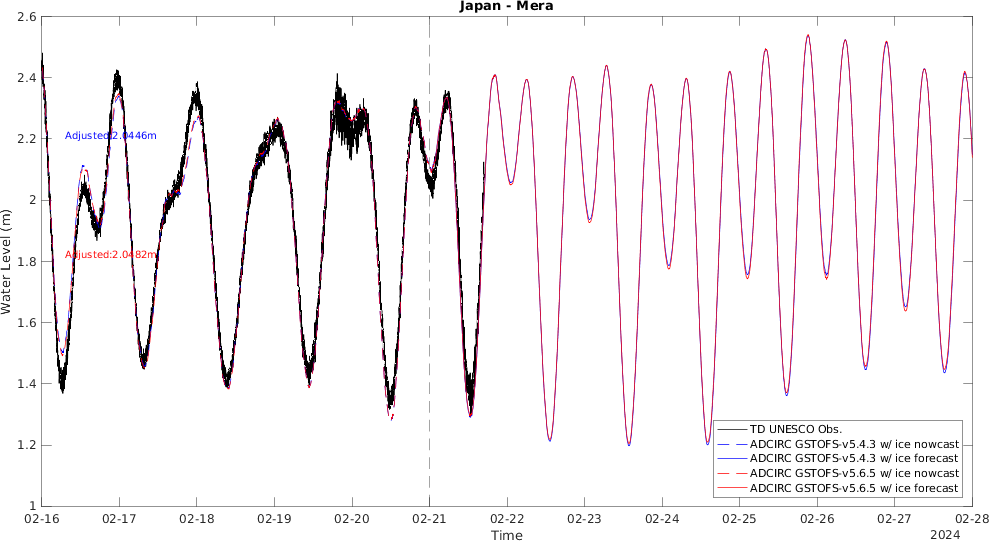 Japan - Mera
2.6
2.4
2.2
2
1.8
1.6
1.4
1.2
1
Water Level (m)
Adjusted:2.0446m
Adjusted:2.0482m
TD UNESCO Obs.
ADCIRC GSTOFS-v5.4.3 w/ ice nowcast
ADCIRC GSTOFS-v5.4.3 w/ ice forecast
ADCIRC GSTOFS-v5.6.5 w/ ice nowcast
ADCIRC GSTOFS-v5.6.5 w/ ice forecast
02-16 02-17 02-18 02-19 02-20 02-21 02-22 02-23 02-24 02-25 02-26 02-27 02-28
Time
2024